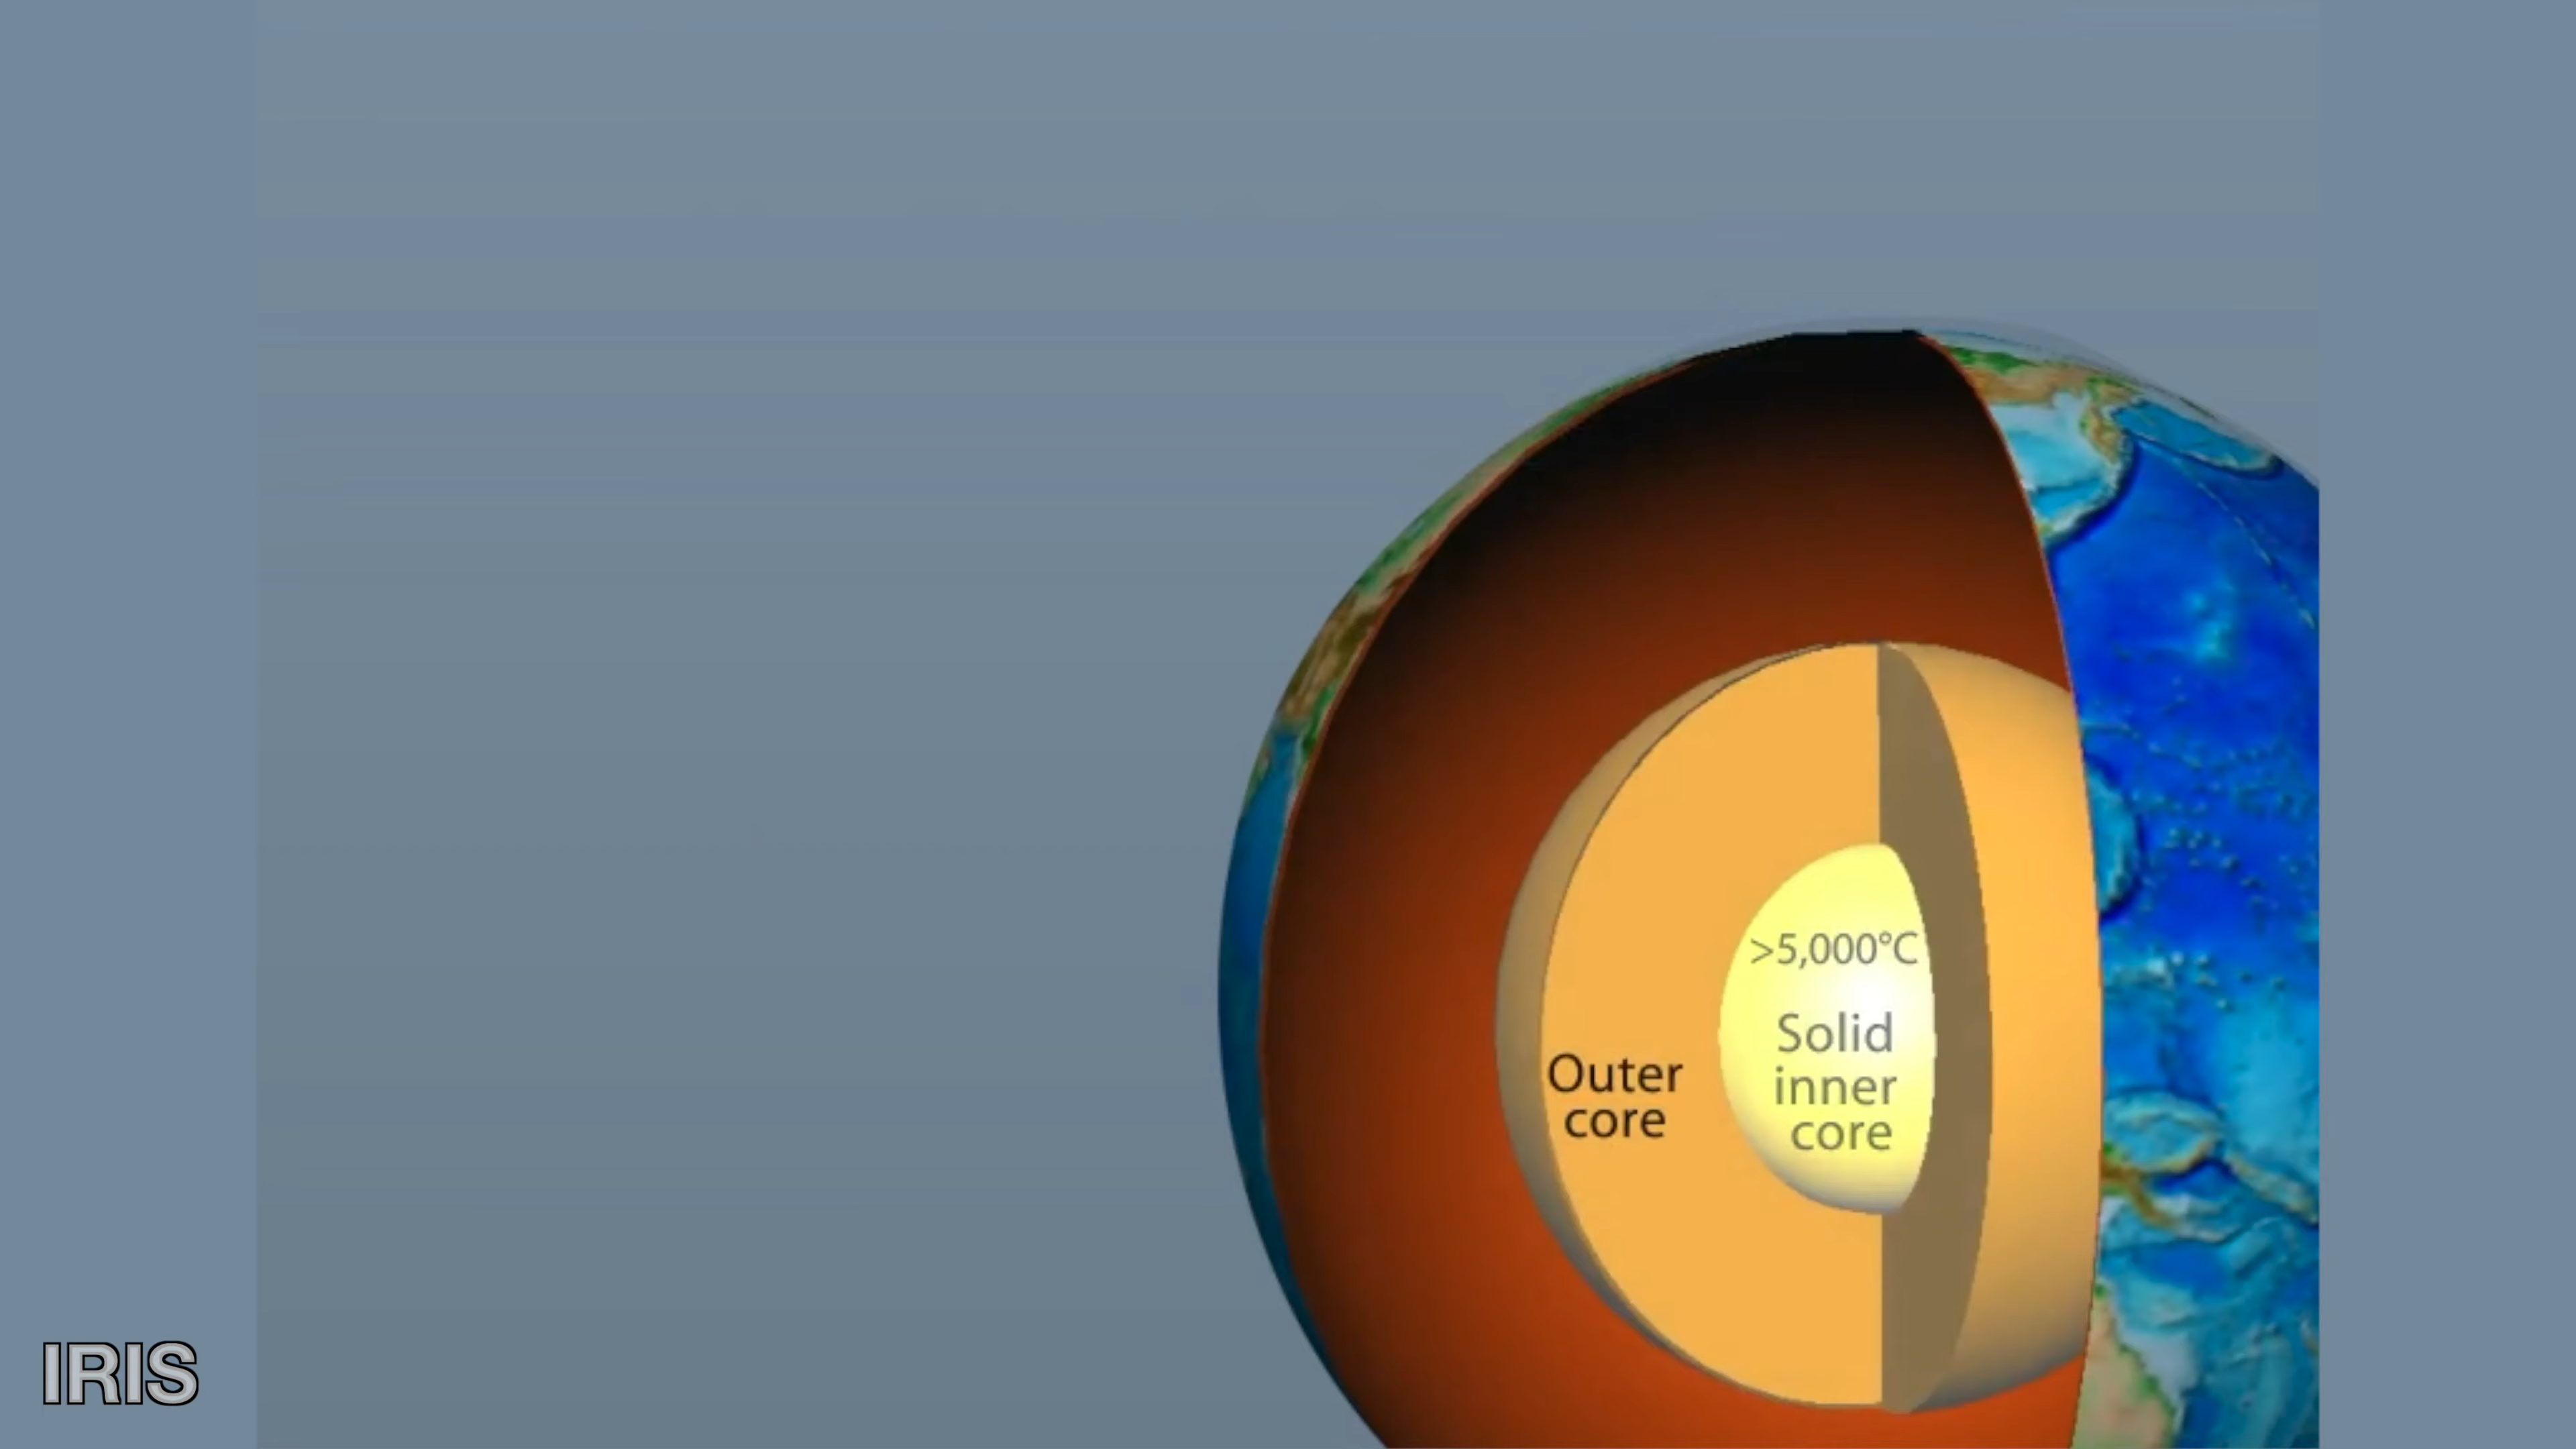 >5,000°C
Solid
inner
core
Outer
core
IRIS